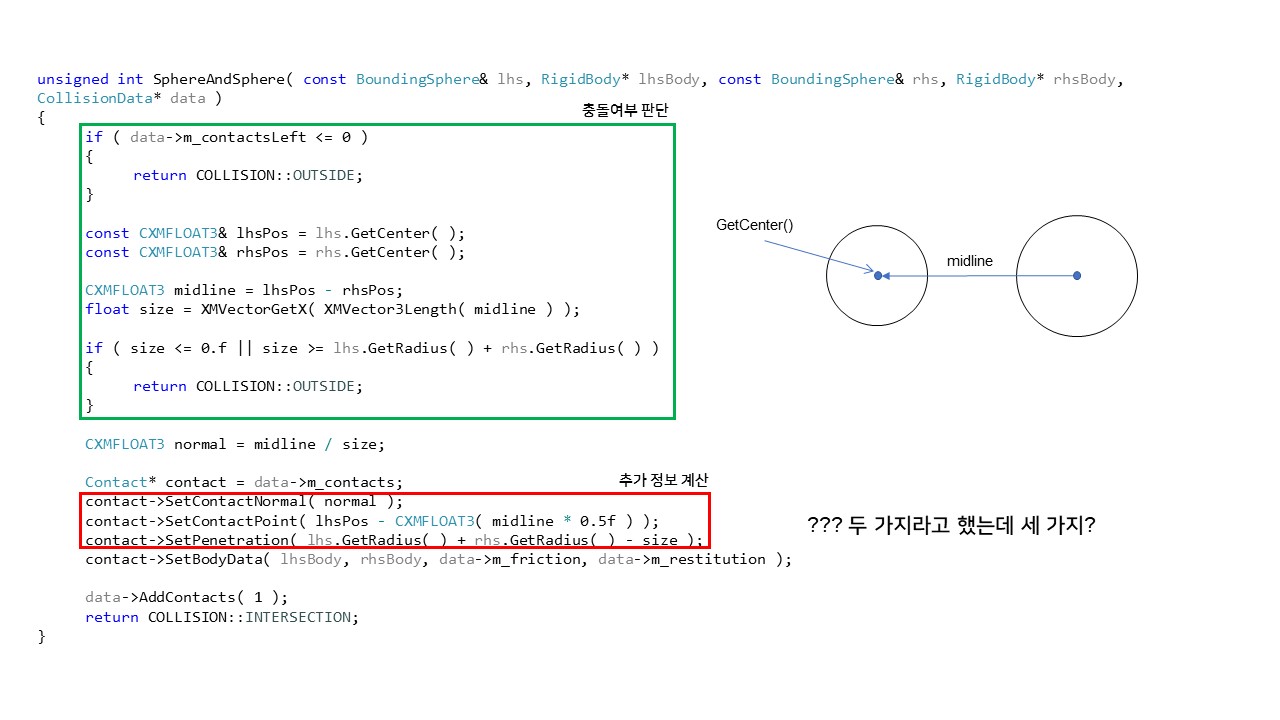 unsigned int SphereAndSphere( const BoundingSphere& lhs, RigidBody* lhsBody, const BoundingSphere& rhs, RigidBody* rhsBody,
CollisionData* data )
{
충돌여부 판단
if ( data->m_contactsLeft <= 0 )
{
return COLLISION::OUTSIDE;
}
const CXMFLOAT3& lhsPos = lhs.GetCenter( );
const CXMFLOAT3& rhsPos = rhs.GetCenter( );
CXMFLOAT3 midline = lhsPos - rhsPos;
float size = XMVectorGetX( XMVector3Length( midline ) );
if ( size <= 0.f || size >= lhs.GetRadius( ) + rhs.GetRadius( ) )
{
return COLLISION::OUTSIDE;
}
GetCenter()
midline
CXMFLOAT3 normal = midline / size;
추가 정보 계산
Contact* contact = data->m_contacts;
contact->SetContactNormal( normal );
contact->SetContactPoint( lhsPos - CXMFLOAT3( midline * 0.5f ) );
contact->SetPenetration( lhs.GetRadius( ) + rhs.GetRadius( ) - size );
contact->SetBodyData( lhsBody, rhsBody, data->m_friction, data->m_restitution );
??? 두 가지라고 했는데 세 가지?
data->AddContacts( 1 );
return COLLISION::INTERSECTION;
}